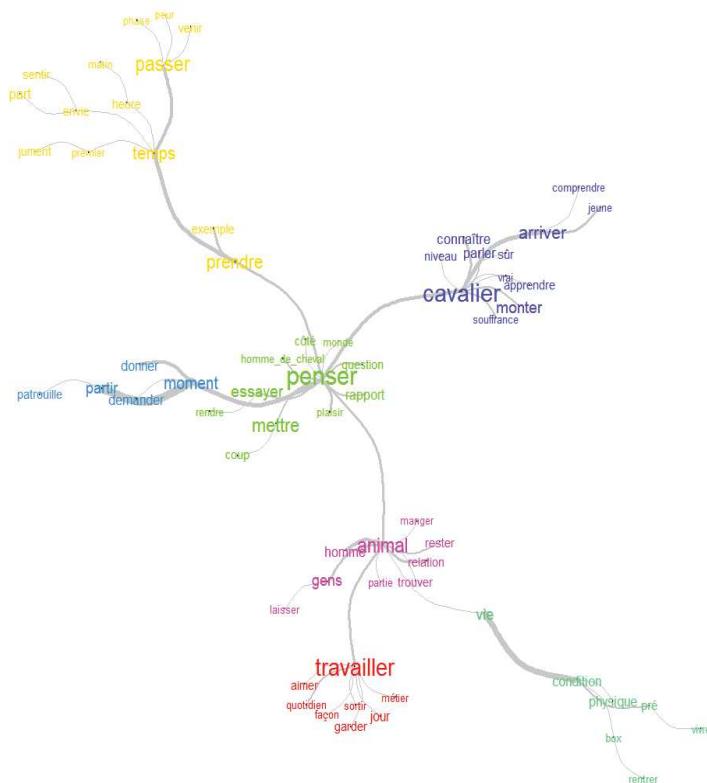 peur
phase
venir
passer
matin
sentir
part
heure
envie
temps
jument
premier
exemple
prendre
comprendre
jeune
arriver
connaître
parler
sûr
niveau
vrai
apprendre
cavalier
monter
souffrance
côté
monde
homme_de_cheval
question
penser
donner
moment
partir
patrouille
demander
essayer
rapport
rendre
plaisir
mettre
coup
manger
animal
rester
homme
relation
gens
partie
trouver
laisser
vie
travailler
condition
aimer
métier
physique
pré
quotidien
sortir
façon
jour
garder
vivre
box
rentrer